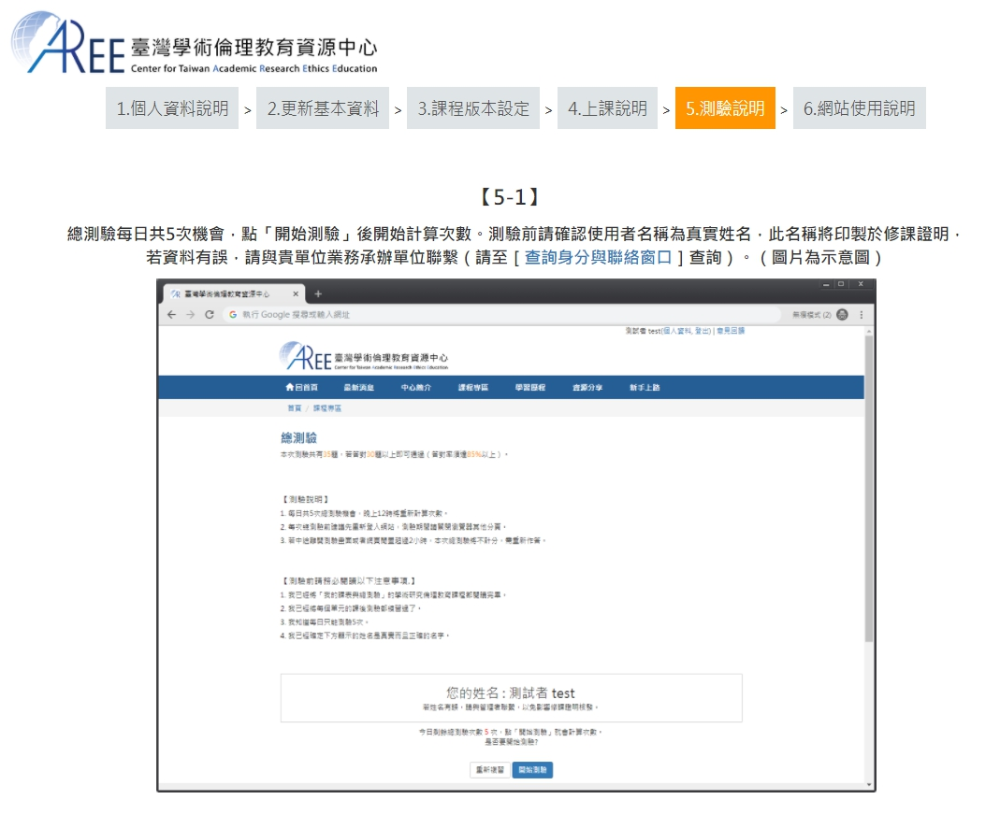 AREE 臺灣學術倫理教育資源中心
Center for Taiwan Academic Research Ethics Education
1.個人資料說明 > 2.更新基本資料 > 3.課程版本設定 > 4.上課說明 > 5.測驗說明 > 6.網站使用說明
【5-1】
總測驗每日共5次機會，點「開始測驗」後開始計算次數。測驗前請確認使用者名稱為真實姓名，此名稱將印製於修課證明，
若資料有誤，請與貴單位業務承辦單位聯繫（請至 [ 查詢身分與聯絡窗口 ] 查詢）。（圖片為示意圖）
臺灣學術倫理教育資源中心 × +
執行 Google 搜尋或輸入網址 無痕模式 (2)
測試者 test(個人資料, 登出) | 意見回饋
AREE 臺灣學術倫理教育資源中心
Center for Taiwan Academic Research Ethics Education
回首頁 最新消息 中心簡介 課程專區 學習歷程 資源分享 新手上路
首頁 / 課程專區
總測驗
本次測驗共有35題，若答對30題以上即可通過（答對率須達85%以上）。
【測驗說明】
1. 每日共5次總測驗機會，晚上12時將重新計算次數。
2. 每次總測驗前建議先重新登入網站，測驗期間請關閉瀏覽器其他分頁。
3. 若中途離開測驗畫面或者網頁閒置超過2小時，本次總測驗將不計分，需重新作答。
【測驗前請務必閱讀以下注意事項.】
1. 我已經將「我的課表與總測驗」的學術研究倫理教育課程都閱讀完畢。
2. 我已經將每個單元的課後測驗都複習過了。
3. 我知道每日只能測驗5次。
4. 我已經確定下方顯示的姓名是真實而且正確的名字。
您的姓名 : 測試者 test
若姓名有誤，請與管理者聯繫，以免影響修課證明核發。
今日剩餘總測驗次數 5 次，點「開始測驗」就會計算次數。
是否要開始測驗?
重新複習 開始測驗